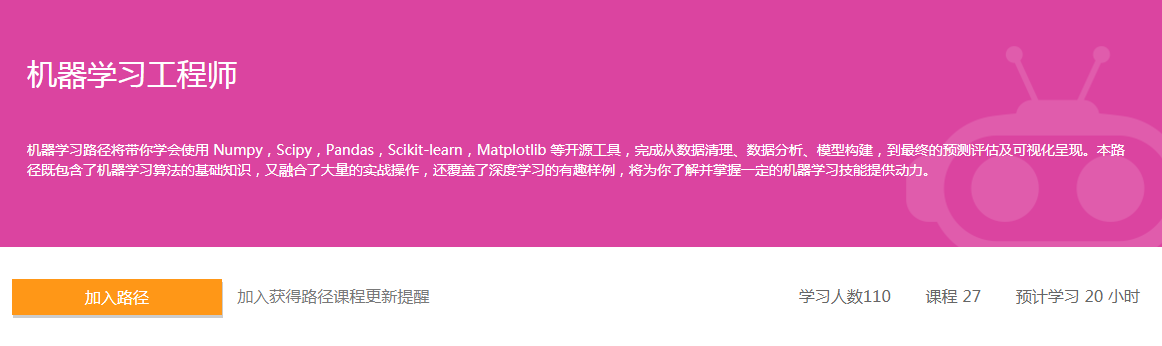 机器学习工程师
机器学习路径将带你学会使用 Numpy，Scipy，Pandas，Scikit-learn，Matplotlib 等开源工具，完成从数据清理、数据分析、模型构建，到最终的预测评估及可视化呈现。本路
径既包含了机器学习算法的基础知识，又融合了大量的实战操作，还覆盖了深度学习的有趣样例，将为你了解并掌握一定的机器学习技能提供动力。
加入路径 加入获得路径课程更新提醒 学习人数110 课程 27 预计学习 20 小时